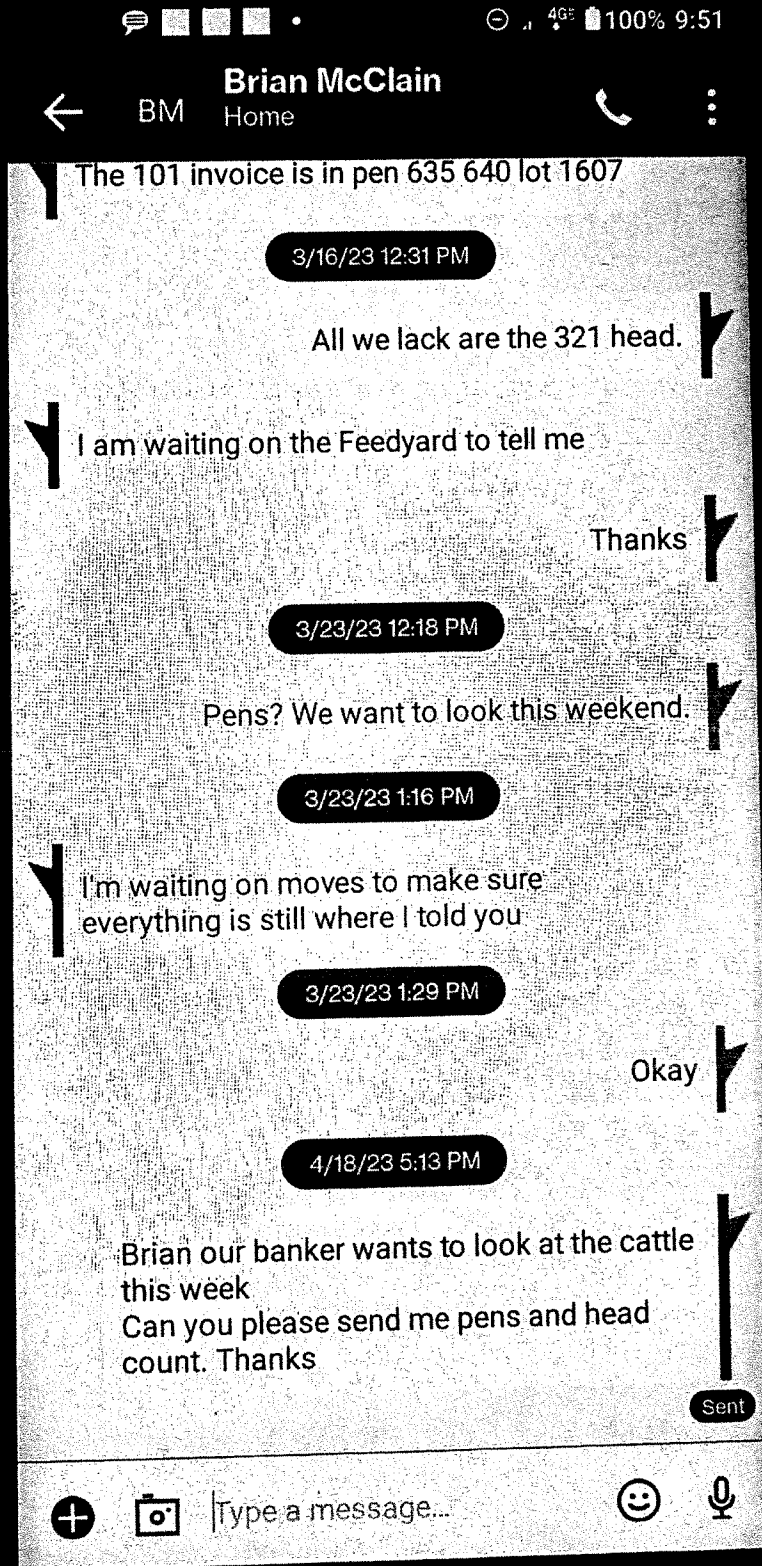 4GE 100% 9:51
Brian McClain
BM
Home
The 101 invoice is in pen 635 640 lot 1607
3/16/23 12:31 PM
All we lack are the 321 head.
I am waiting on the Feedyard to tell me
Thanks
3/23/23 12:18 PM
Pens? We want to look this weekend.
3/23/23 1:16 PM
I'm waiting on moves to make sure
everything is still where I told you
3/23/23 1:29 PM
Okay
4/18/23 5:13 PM
Brian our banker wants to look at the cattle
this week
Can you please send me pens and head
count. Thanks
Sent
Type a message...